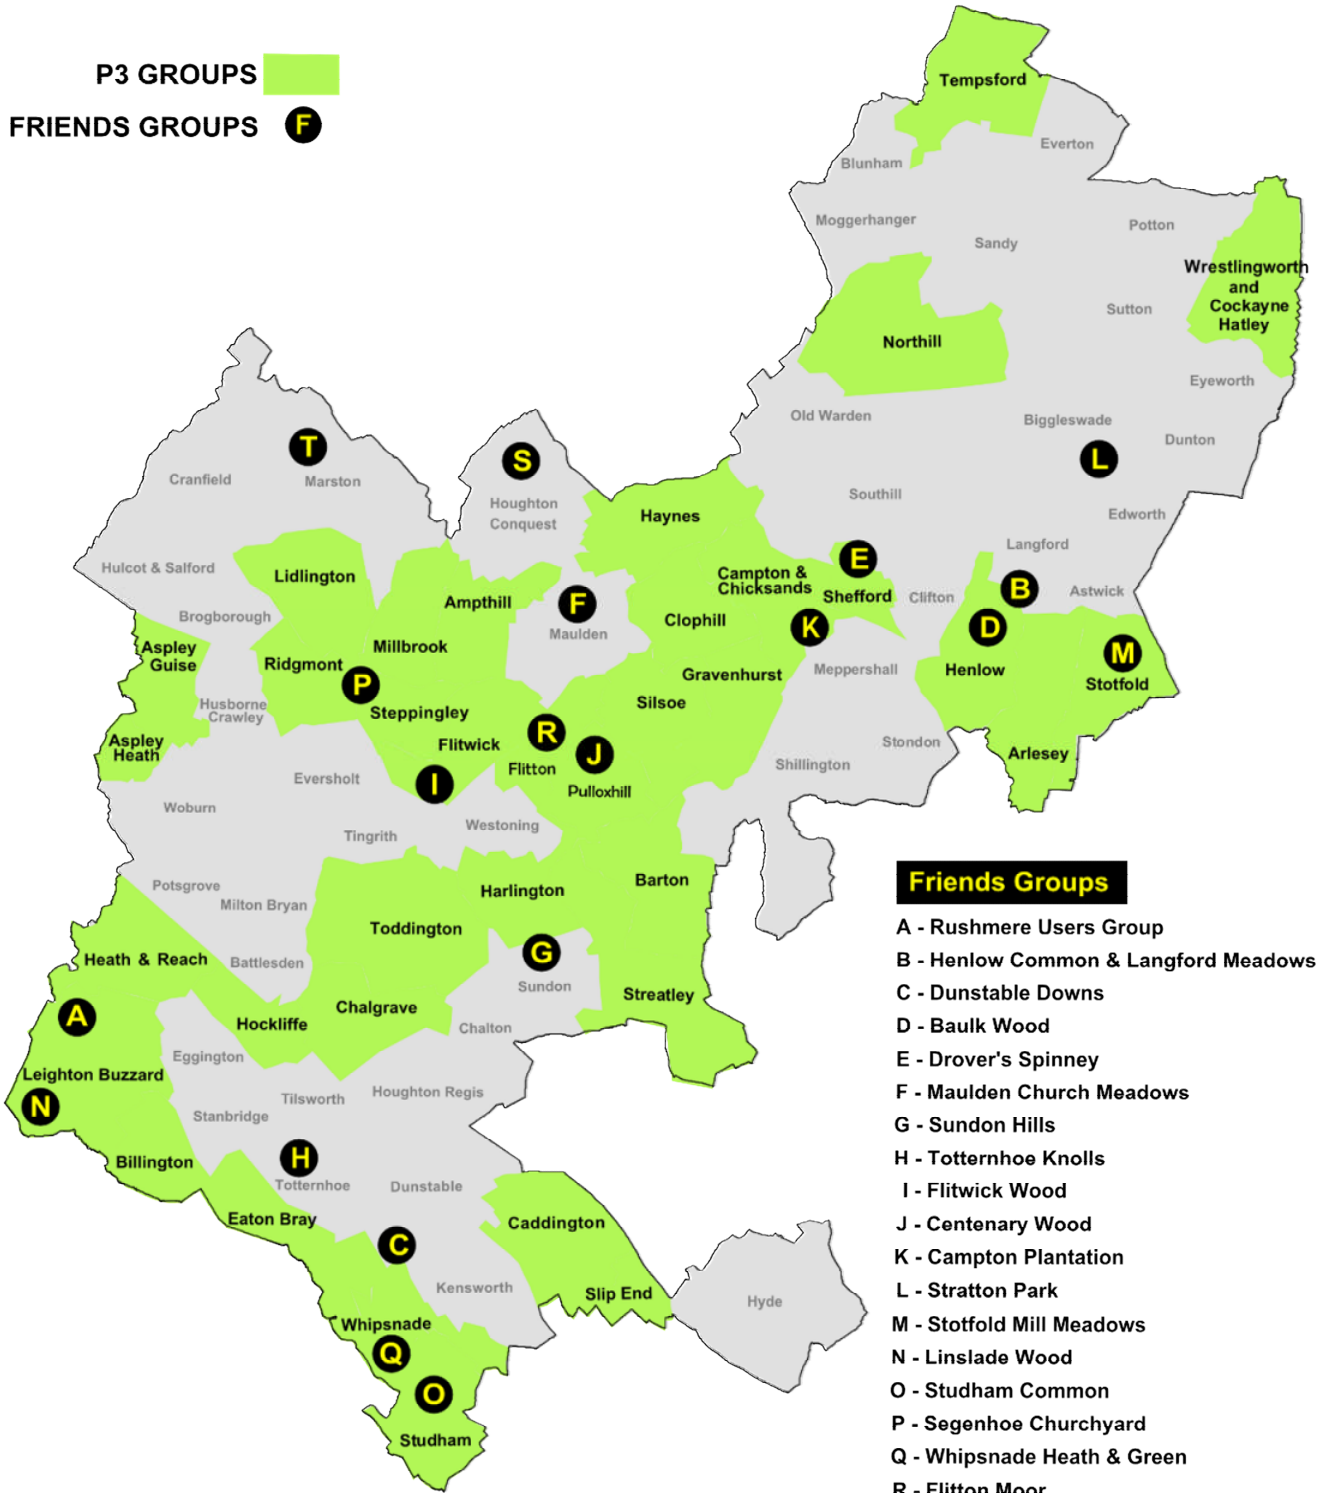 P3 GROUPS
FRIENDS GROUPS F
Tempsford
Everton
Blunham
Moggerhanger
Potton
Sandy
Wrestlingworth
and
Cockayne
Hatley
Sutton
Northill
Eyeworth
Old Warden
Biggleswade
Dunton
T
S
L
Cranfield
Marston
Houghton
Conquest
Southill
Haynes
Edworth
Langford
E
Hulcot & Salford
Lidlington
Campton &
Chicksands
Shefford
Clifton
B
Astwick
Ampthill
F
Brogborough
Clophill
K
D
Maulden
Aspley
Guise
Millbrook
M
Ridgmont
Meppershall
Henlow
Gravenhurst
P
Stotfold
Silsoe
Husborne
Crawley
Steppingley
R
Aspley
Heath
Flitwick
J
Stondon
Arlesey
Flitton
Shillington
Eversholt
I
Pulloxhill
Woburn
Westoning
Tingrith
Potsgrove
Harlington
Barton
Milton Bryan
Toddington
G
Heath & Reach
Battlesden
Sundon
Streatley
Chalgrave
A
Hockliffe
Chalton
Eggington
Leighton Buzzard
Houghton Regis
Tilsworth
N
Stanbridge
H
Billington
Totternhoe
Dunstable
Eaton Bray
Caddington
C
Kensworth
Slip End
Hyde
Whipsnade
Q
O
Studham
Friends Groups
A - Rushmere Users Group
B - Henlow Common & Langford Meadows
C - Dunstable Downs
D - Baulk Wood
E - Drover's Spinney
F - Maulden Church Meadows
G - Sundon Hills
H - Totternhoe Knolls
I - Flitwick Wood
J - Centenary Wood
K - Campton Plantation
L - Stratton Park
M - Stotfold Mill Meadows
N - Linslade Wood
O - Studham Common
P - Segenhoe Churchyard
Q - Whipsnade Heath & Green
R - Flitton Moor